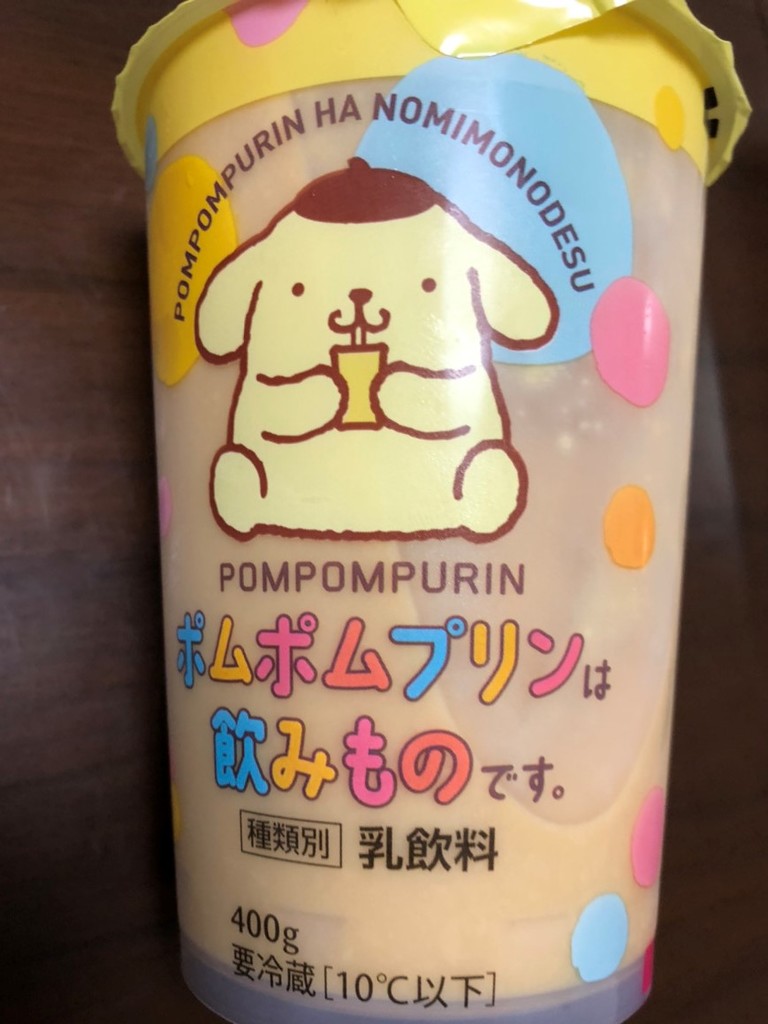 POMPOMPURIN HA NOMIMONODESU
POMPOMPURIN
ポムポムプリンは
飲みものです。
種類別 乳飲料
400g
要冷蔵[10℃以下]